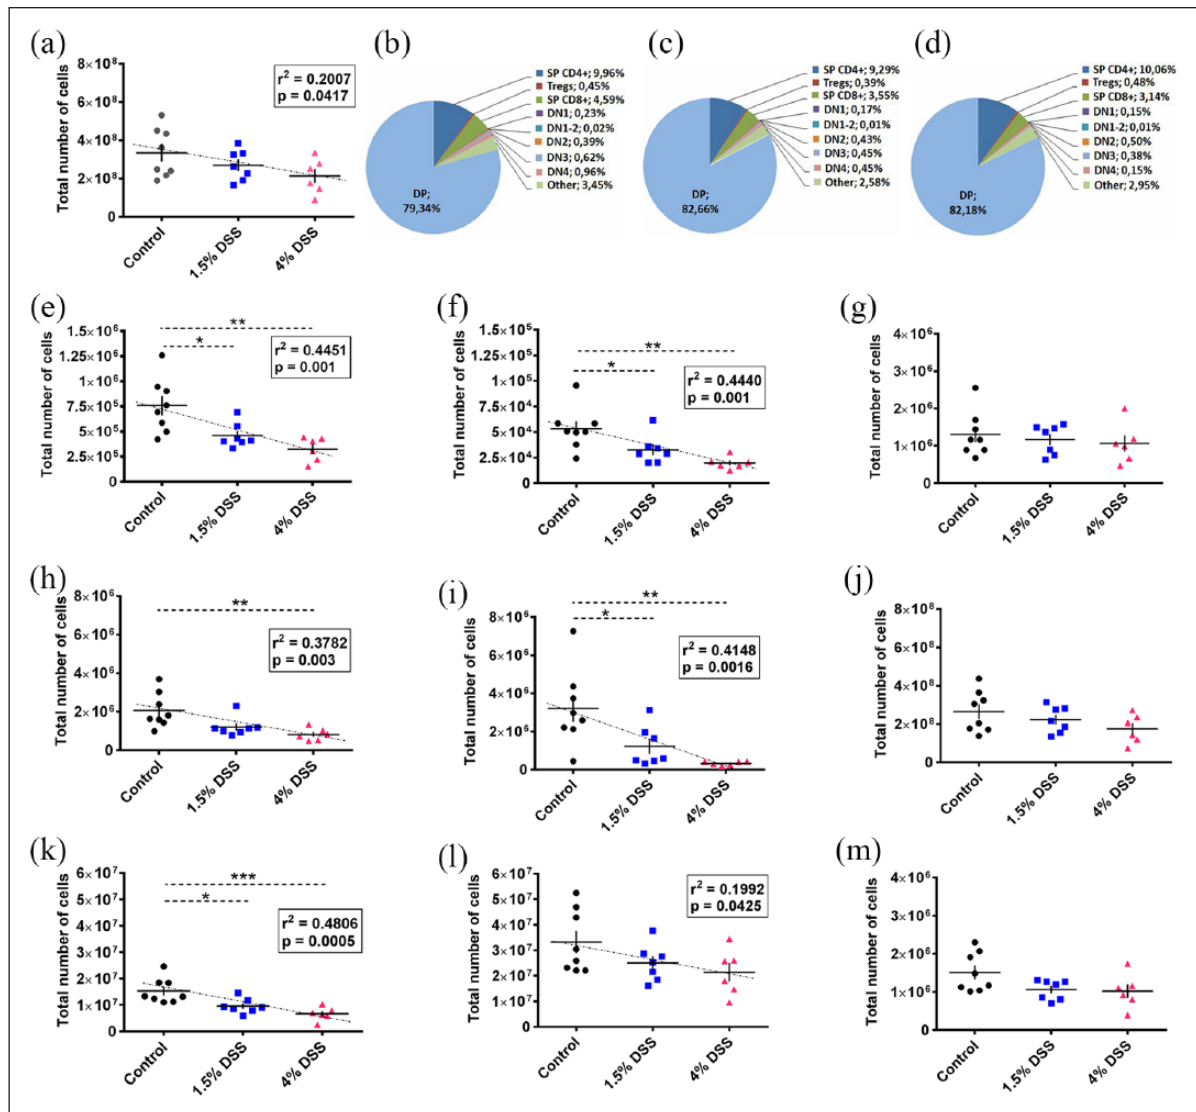 (a)
Total number of cells
8×10⁸
6×10⁸
4×10⁸
2×10⁸
0
r² = 0.2007
p = 0.0417
Control
1.5% DSS
4% DSS
(b)
SP CD4+; 9,96%
Tregs; 0,45%
SP CD8+; 4,59%
DN1; 0,23%
DN1-2; 0,02%
DN2; 0,39%
DN3; 0,62%
DN4; 0,96%
Other; 3,45%
DP;
79,34%
(c)
SP CD4+; 9,29%
Tregs; 0,39%
SP CD8+; 3,55%
DN1; 0,17%
DN1-2; 0,01%
DN2; 0,43%
DN3; 0,45%
DN4; 0,45%
Other; 2,58%
DP;
82,66%
(d)
SP CD4+; 10,06%
Tregs; 0,48%
SP CD8+; 3,14%
DN1; 0,15%
DN1-2; 0,01%
DN2; 0,50%
DN3; 0,38%
DN4; 0,15%
Other; 2,95%
DP;
82,18%
(e)
Total number of cells
1.5×10⁶
1.25×10⁶
1×10⁶
7.5×10⁵
5×10⁵
2.5×10⁵
0
**
*
r² = 0.4451
p = 0.001
Control
1.5% DSS
4% DSS
(f)
Total number of cells
1.5×10⁵
1×10⁵
1×10⁵
7.5×10⁴
5×10⁴
2.5×10⁴
0
**
*
r² = 0.4440
p = 0.001
Control
1.5% DSS
4% DSS
(g)
Total number of cells
4×10⁶
3×10⁶
2×10⁶
1×10⁶
0
Control
1.5% DSS
4% DSS
(h)
Total number of cells
8×10⁶
6×10⁶
4×10⁶
2×10⁶
0
**
r² = 0.3782
p = 0.003
Control
1.5% DSS
4% DSS
(i)
Total number of cells
8×10⁶
6×10⁶
4×10⁶
2×10⁶
0
**
*
r² = 0.4148
p = 0.0016
Control
1.5% DSS
4% DSS
(j)
Total number of cells
8×10⁸
6×10⁸
4×10⁸
2×10⁸
0
Control
1.5% DSS
4% DSS
(k)
Total number of cells
6×10⁷
5×10⁷
4×10⁷
3×10⁷
2×10⁷
1×10⁷
0
***
*
r² = 0.4806
p = 0.0005
Control
1.5% DSS
4% DSS
(l)
Total number of cells
6×10⁷
5×10⁷
4×10⁷
3×10⁷
2×10⁷
1×10⁷
0
r² = 0.1992
p = 0.0425
Control
1.5% DSS
4% DSS
(m)
Total number of cells
4×10⁶
3×10⁶
2×10⁶
1×10⁶
0
Control
1.5% DSS
4% DSS